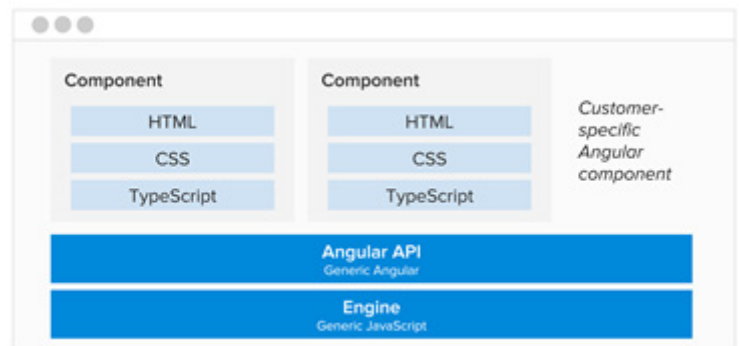 Component
HTML
CSS
TypeScript
Component
HTML
CSS
TypeScript
Customer-
specific
Angular
component
Angular API
Generic Angular
Engine
Generic JavaScript